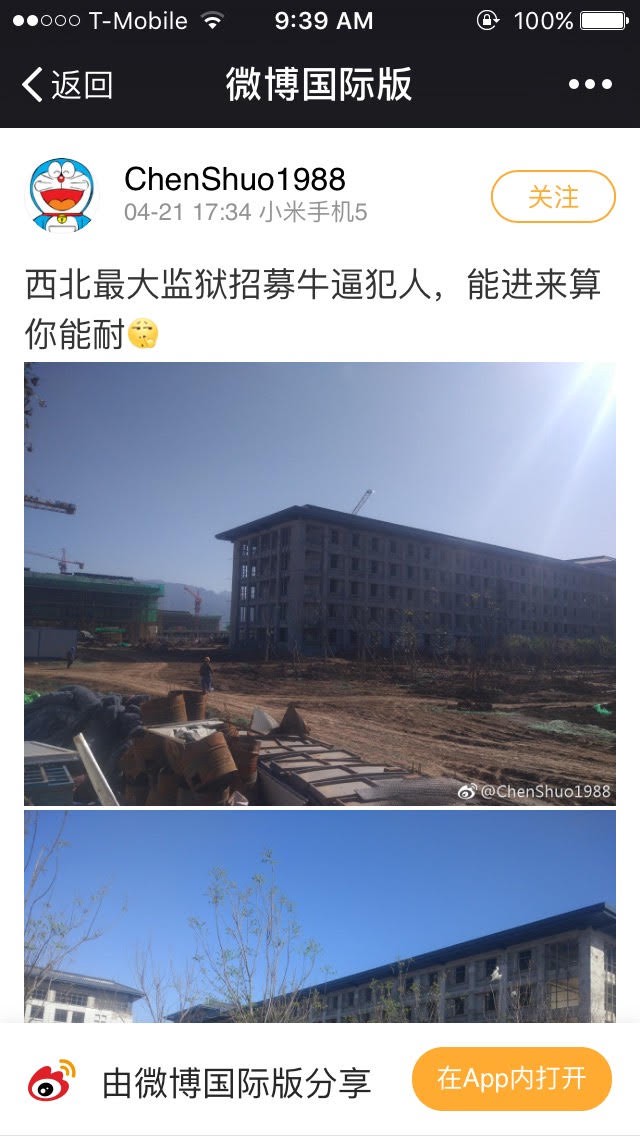 T-Mobile 9:39 AM 100%
返回 微博国际版
ChenShuo1988
关注
04-21 17:34 小米手机5
西北最大监狱招募牛逼犯人，能进来算
你能耐
@ChenShuo1988
由微博国际版分享
在App内打开